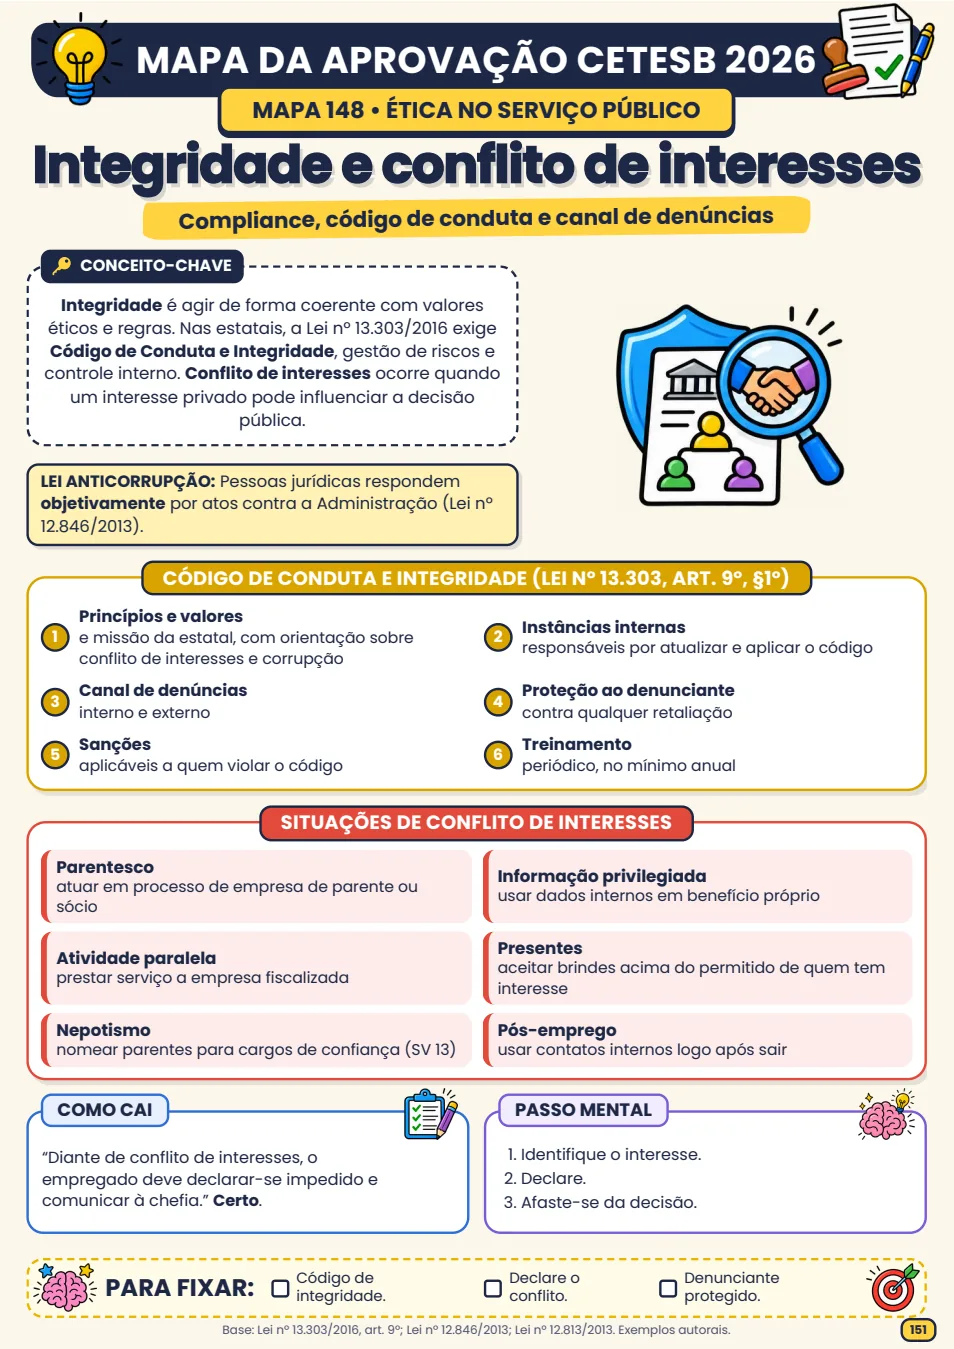 MAPA DA APROVAÇÃO CETESB 2026
MAPA 148 • ÉTICA NO SERVIÇO PÚBLICO
Integridade e conflito de interesses
Compliance, código de conduta e canal de denúncias
CONCEITO-CHAVE
Integridade é agir de forma coerente com valores
éticos e regras. Nas estatais, a Lei nº 13.303/2016 exige
Código de Conduta e Integridade, gestão de riscos e
controle interno. Conflito de interesses ocorre quando
um interesse privado pode influenciar a decisão
pública.
LEI ANTICORRUPÇÃO: Pessoas jurídicas respondem
objetivamente por atos contra a Administração (Lei nº
12.846/2013).
CÓDIGO DE CONDUTA E INTEGRIDADE (LEI Nº 13.303, ART. 9º, §1º)
1 Princípios e valores
e missão da estatal, com orientação sobre
conflito de interesses e corrupção
2 Instâncias internas
responsáveis por atualizar e aplicar o código
3 Canal de denúncias
interno e externo
4 Proteção ao denunciante
contra qualquer retaliação
5 Sanções
aplicáveis a quem violar o código
6 Treinamento
periódico, no mínimo anual
SITUAÇÕES DE CONFLITO DE INTERESSES
Parentesco
atuar em processo de empresa de parente ou
sócio
Informação privilegiada
usar dados internos em benefício próprio
Atividade paralela
prestar serviço a empresa fiscalizada
Presentes
aceitar brindes acima do permitido de quem tem
interesse
Nepotismo
nomear parentes para cargos de confiança (SV 13)
Pós-emprego
usar contatos internos logo após sair
COMO CAI
“Diante de conflito de interesses, o
empregado deve declarar-se impedido e
comunicar à chefia.” Certo.
PASSO MENTAL
1. Identifique o interesse.
2. Declare.
3. Afaste-se da decisão.
PARA FIXAR:
Código de
integridade.
Declare o
conflito.
Denunciante
protegido.
Base: Lei nº 13.303/2016, art. 9º; Lei nº 12.846/2013; Lei nº 12.813/2013. Exemplos autorais.
151